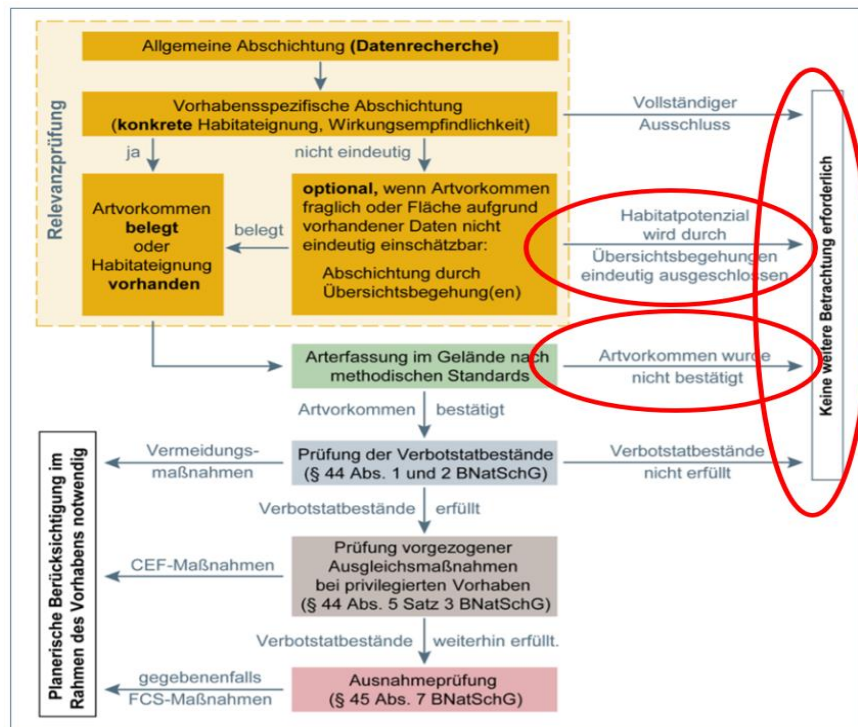 Allgemeine Abschichtung (Datenrecherche)
Relevanzprüfung
Vorhabensspezifische Abschichtung
(konkrete Habitateignung, Wirkungsempfindlichkeit)
Vollständiger
Ausschluss
ja
nicht eindeutig
Artvorkommen
belegt
oder
Habitateignung
vorhanden
belegt
optional, wenn Artvorkommen
fraglich oder Fläche aufgrund
vorhandener Daten nicht
eindeutig einschätzbar:
Abschichtung durch
Übersichtsbegehung(en)
Habitatpotenzial
wird durch
Übersichtsbegehungen
eindeutig ausgeschlossen
Keine weitere Betrachtung erforderlich
Arterfassung im Gelände nach
methodischen Standards
Artvorkommen wurde
nicht bestätigt
Artvorkommen bestätigt
Vermeidungs-
maßnahmen
Prüfung der Verbotstatbestände
(§ 44 Abs. 1 und 2 BNatSchG)
Verbotstatbestände
nicht erfüllt
Verbotstatbestände erfüllt
Planerische Berücksichtigung im
Rahmen des Vorhabens notwendig
CEF-Maßnahmen
Prüfung vorgezogener
Ausgleichsmaßnahmen
bei privilegierten Vorhaben
(§ 44 Abs. 5 Satz 3 BNatSchG)
Verbotstatbestände weiterhin erfüllt.
gegebenenfalls
FCS-Maßnahmen
Ausnahmeprüfung
(§ 45 Abs. 7 BNatSchG)